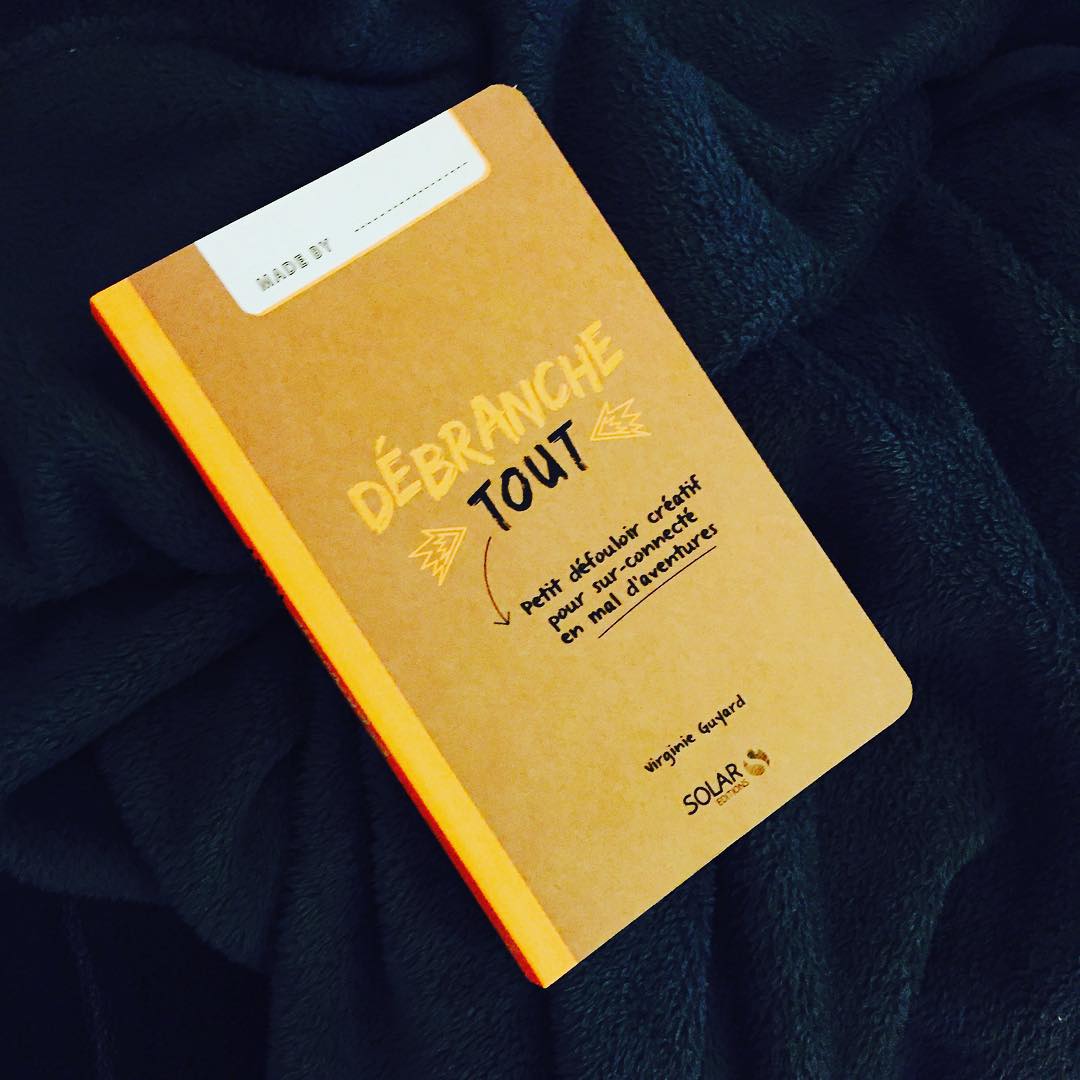 MADE BY
DÉBRANCHE
TOUT
Petit défouloir créatif
pour sur-connecté
en mal d'aventures
Virginie Guyard
SOLAR
EDITIONS